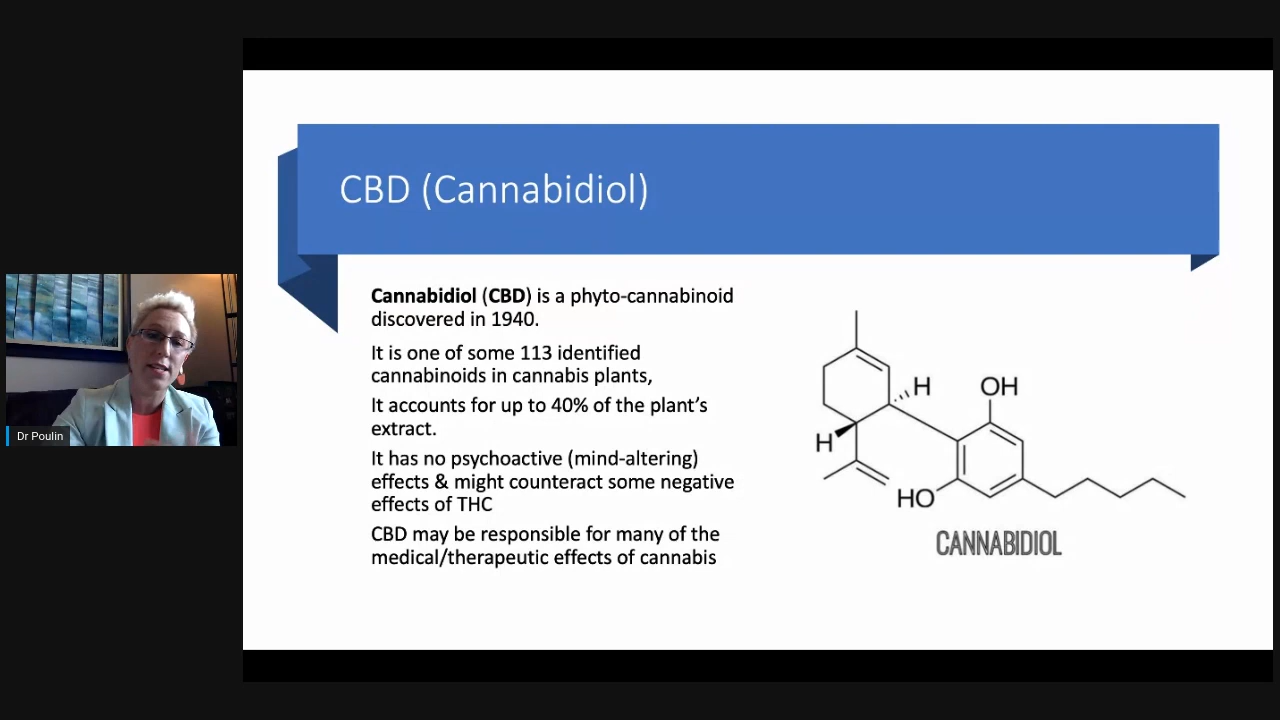 CBD (Cannabidiol)
Cannabidiol (CBD) is a phyto-cannabinoid
discovered in 1940.
It is one of some 113 identified
cannabinoids in cannabis plants,
It accounts for up to 40% of the plant's
extract.
It has no psychoactive (mind-altering)
effects & might counteract some negative
effects of THC
CBD may be responsible for many of the
medical/therapeutic effects of cannabis
H
OH
H
HO
CANNABIDIOL
Dr Poulin